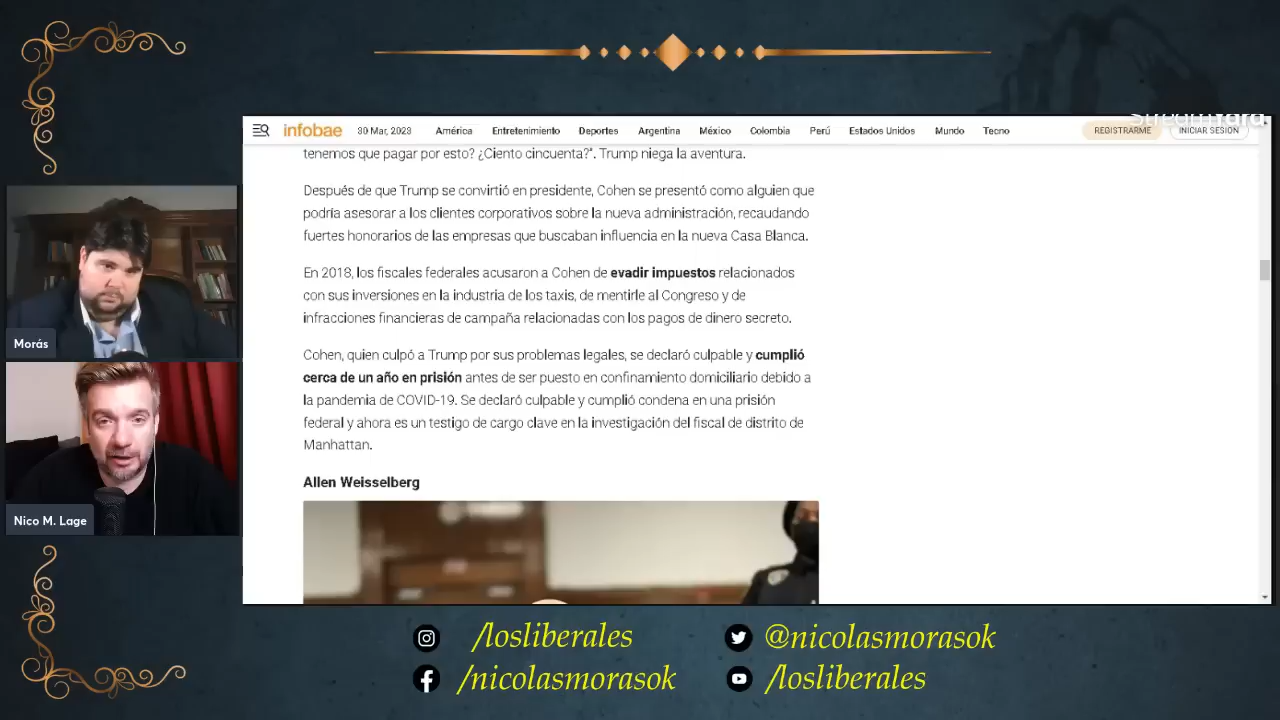 infobae
30 Mar, 2023
América
Entretenimiento
Deportes
Argentina
México
Colombia
Perú
Estados Unidos
Mundo
Tecno
REGISTRARME
INICIAR SESIÓN
tenemos que pagar por esto? ¿Ciento cincuenta?". Trump niega la aventura.
Después de que Trump se convirtió en presidente, Cohen se presentó como alguien que
podría asesorar a los clientes corporativos sobre la nueva administración, recaudando
fuertes honorarios de las empresas que buscaban influencia en la nueva Casa Blanca.
En 2018, los fiscales federales acusaron a Cohen de evadir impuestos relacionados
con sus inversiones en la industria de los taxis, de mentirle al Congreso y de
infracciones financieras de campaña relacionadas con los pagos de dinero secreto.
Cohen, quien culpó a Trump por sus problemas legales, se declaró culpable y cumplió
cerca de un año en prisión antes de ser puesto en confinamiento domiciliario debido a
la pandemia de COVID-19. Se declaró culpable y cumplió condena en una prisión
federal y ahora es un testigo de cargo clave en la investigación del fiscal de distrito de
Manhattan.
Allen Weisselberg
Morás
Nico M. Lage
/losliberales
@nicolasmorasok
/nicolasmorasok
/losliberales